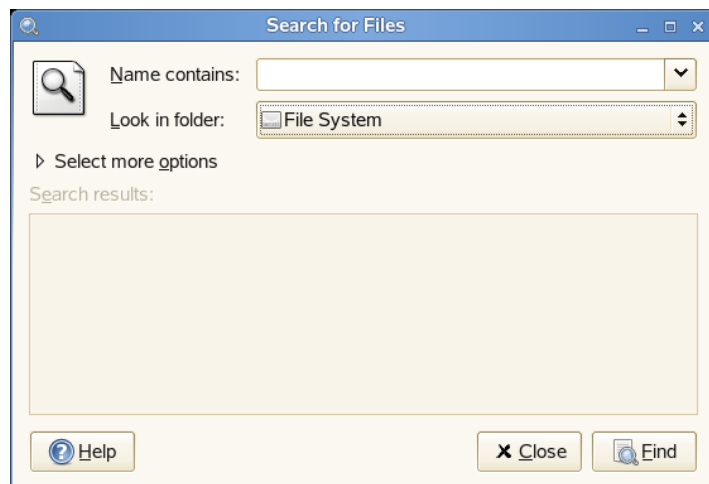 Search for Files
Name contains:
Look in folder: File System
Select more options
Search results:
Help Close Find